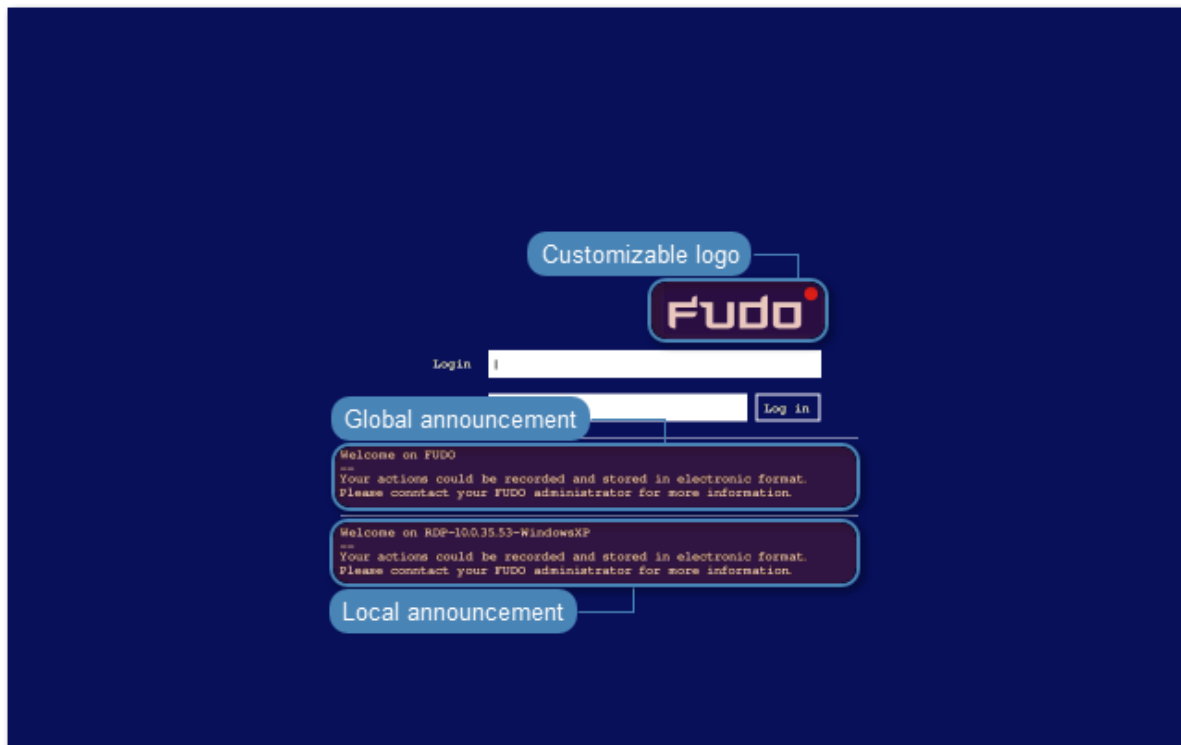 Customizable logo
FUDO
Login
Log in
Global announcement
Welcome on FUDO
--
Your actions could be recorded and stored in electronic format.
Please conntact your FUDO administrator for more information.
Welcome on RDP-10.0.35.53-WindowsXP
--
Your actions could be recorded and stored in electronic format.
Please conntact your FUDO administrator for more information.
Local announcement